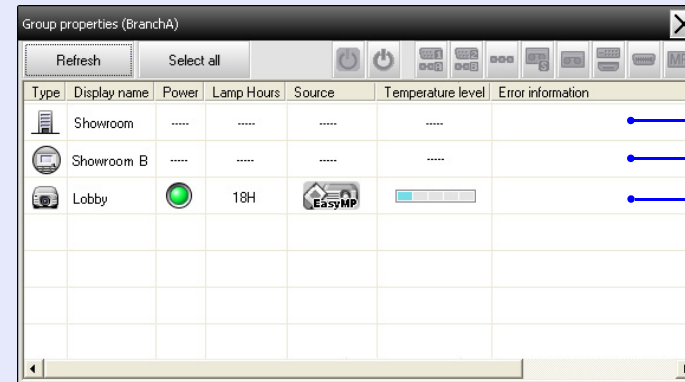 Group properties (BranchA)
Refresh Select all
Type Display name Power Lamp Hours Source Temperature level Error information
Showroom ----- ----- ----- -----
Showroom B ----- ----- ----- -----
Lobby 18H EasyMP